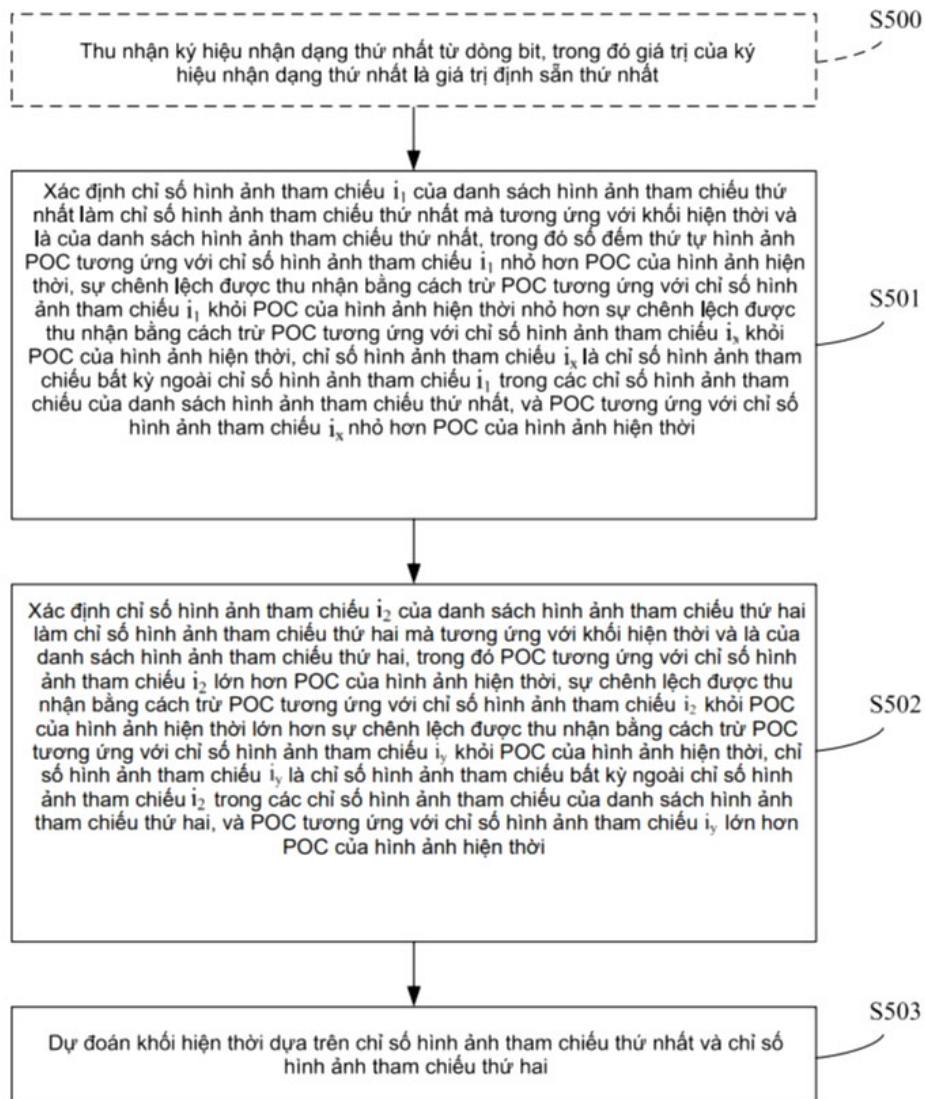 S500
Thu nhận ký hiệu nhận dạng thứ nhất từ dòng bit, trong đó giá trị của ký
hiệu nhận dạng thứ nhất là giá trị định sẵn thứ nhất
Xác định chỉ số hình ảnh tham chiếu i₁ của danh sách hình ảnh tham chiếu thứ
nhất làm chỉ số hình ảnh tham chiếu thứ nhất mà tương ứng với khối hiện thời và
là của danh sách hình ảnh tham chiếu thứ nhất, trong đó số đếm thứ tự hình ảnh
POC tương ứng với chỉ số hình ảnh tham chiếu i₁ nhỏ hơn POC của hình ảnh hiện
thời, sự chênh lệch được thu nhận bằng cách trừ POC tương ứng với chỉ số hình
ảnh tham chiếu i₁ khỏi POC của hình ảnh hiện thời nhỏ hơn sự chênh lệch được
thu nhận bằng cách trừ POC tương ứng với chỉ số hình ảnh tham chiếu iₓ khỏi
POC của hình ảnh hiện thời, chỉ số hình ảnh tham chiếu iₓ là chỉ số hình ảnh tham
chiếu bất kỳ ngoài chỉ số hình ảnh tham chiếu i₁ trong các chỉ số hình ảnh tham
chiếu của danh sách hình ảnh tham chiếu thứ nhất, và POC tương ứng với chỉ số
hình ảnh tham chiếu iₓ nhỏ hơn POC của hình ảnh hiện thời
S501
Xác định chỉ số hình ảnh tham chiếu i₂ của danh sách hình ảnh tham chiếu thứ hai
làm chỉ số hình ảnh tham chiếu thứ hai mà tương ứng với khối hiện thời và là của
danh sách hình ảnh tham chiếu thứ hai, trong đó POC tương ứng với chỉ số hình
ảnh tham chiếu i₂ lớn hơn POC của hình ảnh hiện thời, sự chênh lệch được thu
nhận bằng cách trừ POC tương ứng với chỉ số hình ảnh tham chiếu i₂ khỏi POC
của hình ảnh hiện thời lớn hơn sự chênh lệch được thu nhận bằng cách trừ POC
tương ứng với chỉ số hình ảnh tham chiếu i_y khỏi POC của hình ảnh hiện thời, chỉ
số hình ảnh tham chiếu i_y là chỉ số hình ảnh tham chiếu bất kỳ ngoài chỉ số hình
ảnh tham chiếu i₂ trong các chỉ số hình ảnh tham chiếu của danh sách hình ảnh
tham chiếu thứ hai, và POC tương ứng với chỉ số hình ảnh tham chiếu i_y lớn hơn
POC của hình ảnh hiện thời
S502
S503
Dự đoán khối hiện thời dựa trên chỉ số hình ảnh tham chiếu thứ nhất và chỉ số
hình ảnh tham chiếu thứ hai